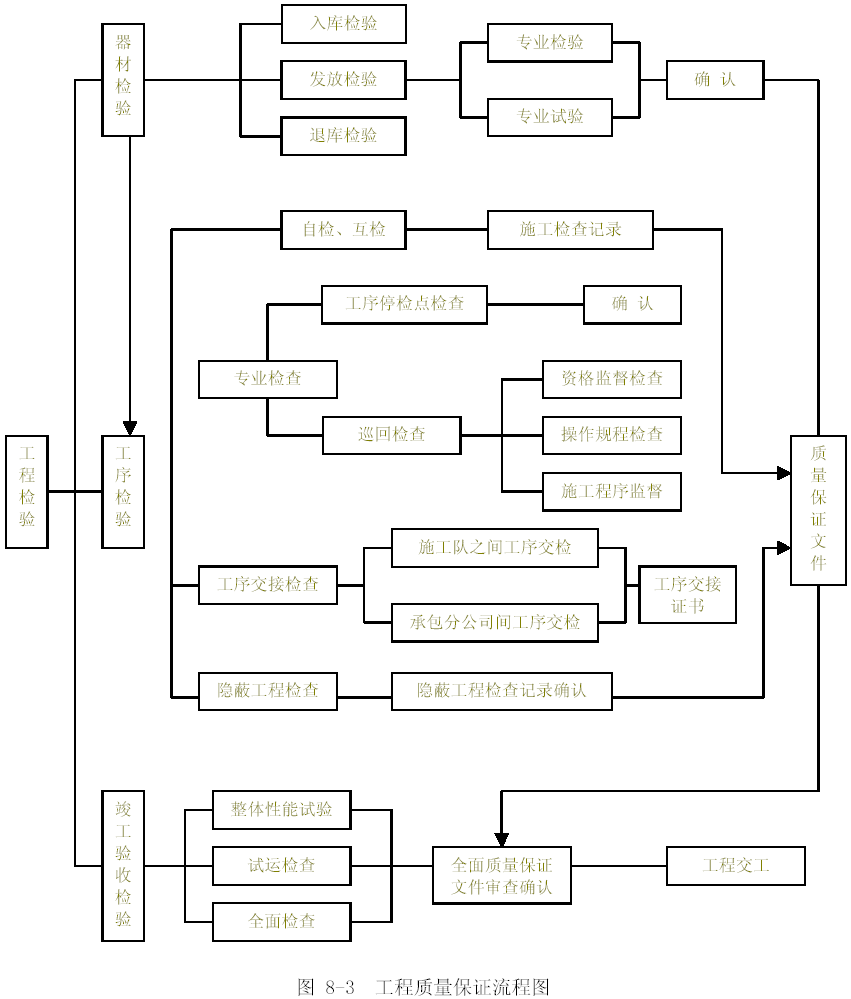 器材检验
入库检验
发放检验
退库检验
专业检验
专业试验
确 认
自检、互检
施工检查记录
工序停检点检查
确 认
专业检查
资格监督检查
巡回检查
操作规程检查
施工程序监督
工程检验
工序检验
质量保证文件
施工队之间工序交检
工序交接检查
工序交接
证书
承包分公司间工序交检
隐蔽工程检查
隐蔽工程检查记录确认
竣工验收检验
整体性能试验
试运检查
全面检查
全面质量保证
文件审查确认
工程交工
图 8-3 工程质量保证流程图